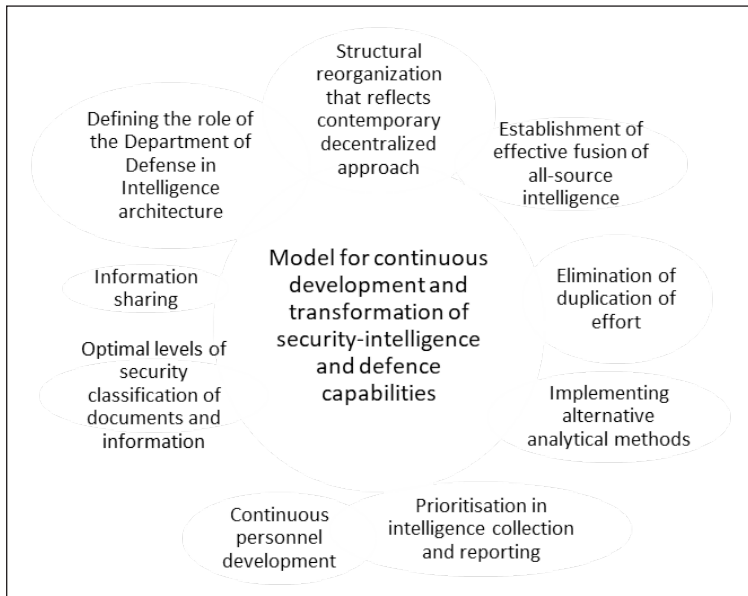 Structural
reorganization
that reflects
contemporary
decentralized
approach
Establishment of
effective fusion of
all-source
intelligence
Elimination of
duplication of
effort
Implementing
alternative
analytical methods
Prioritisation in
intelligence collection
and reporting
Continuous
personnel
development
Optimal levels of
security
classification of
documents and
information
Information
sharing
Defining the role of
the Department of
Defense in
Intelligence
architecture
Model for continuous
development and
transformation of
security-intelligence
and defence
capabilities